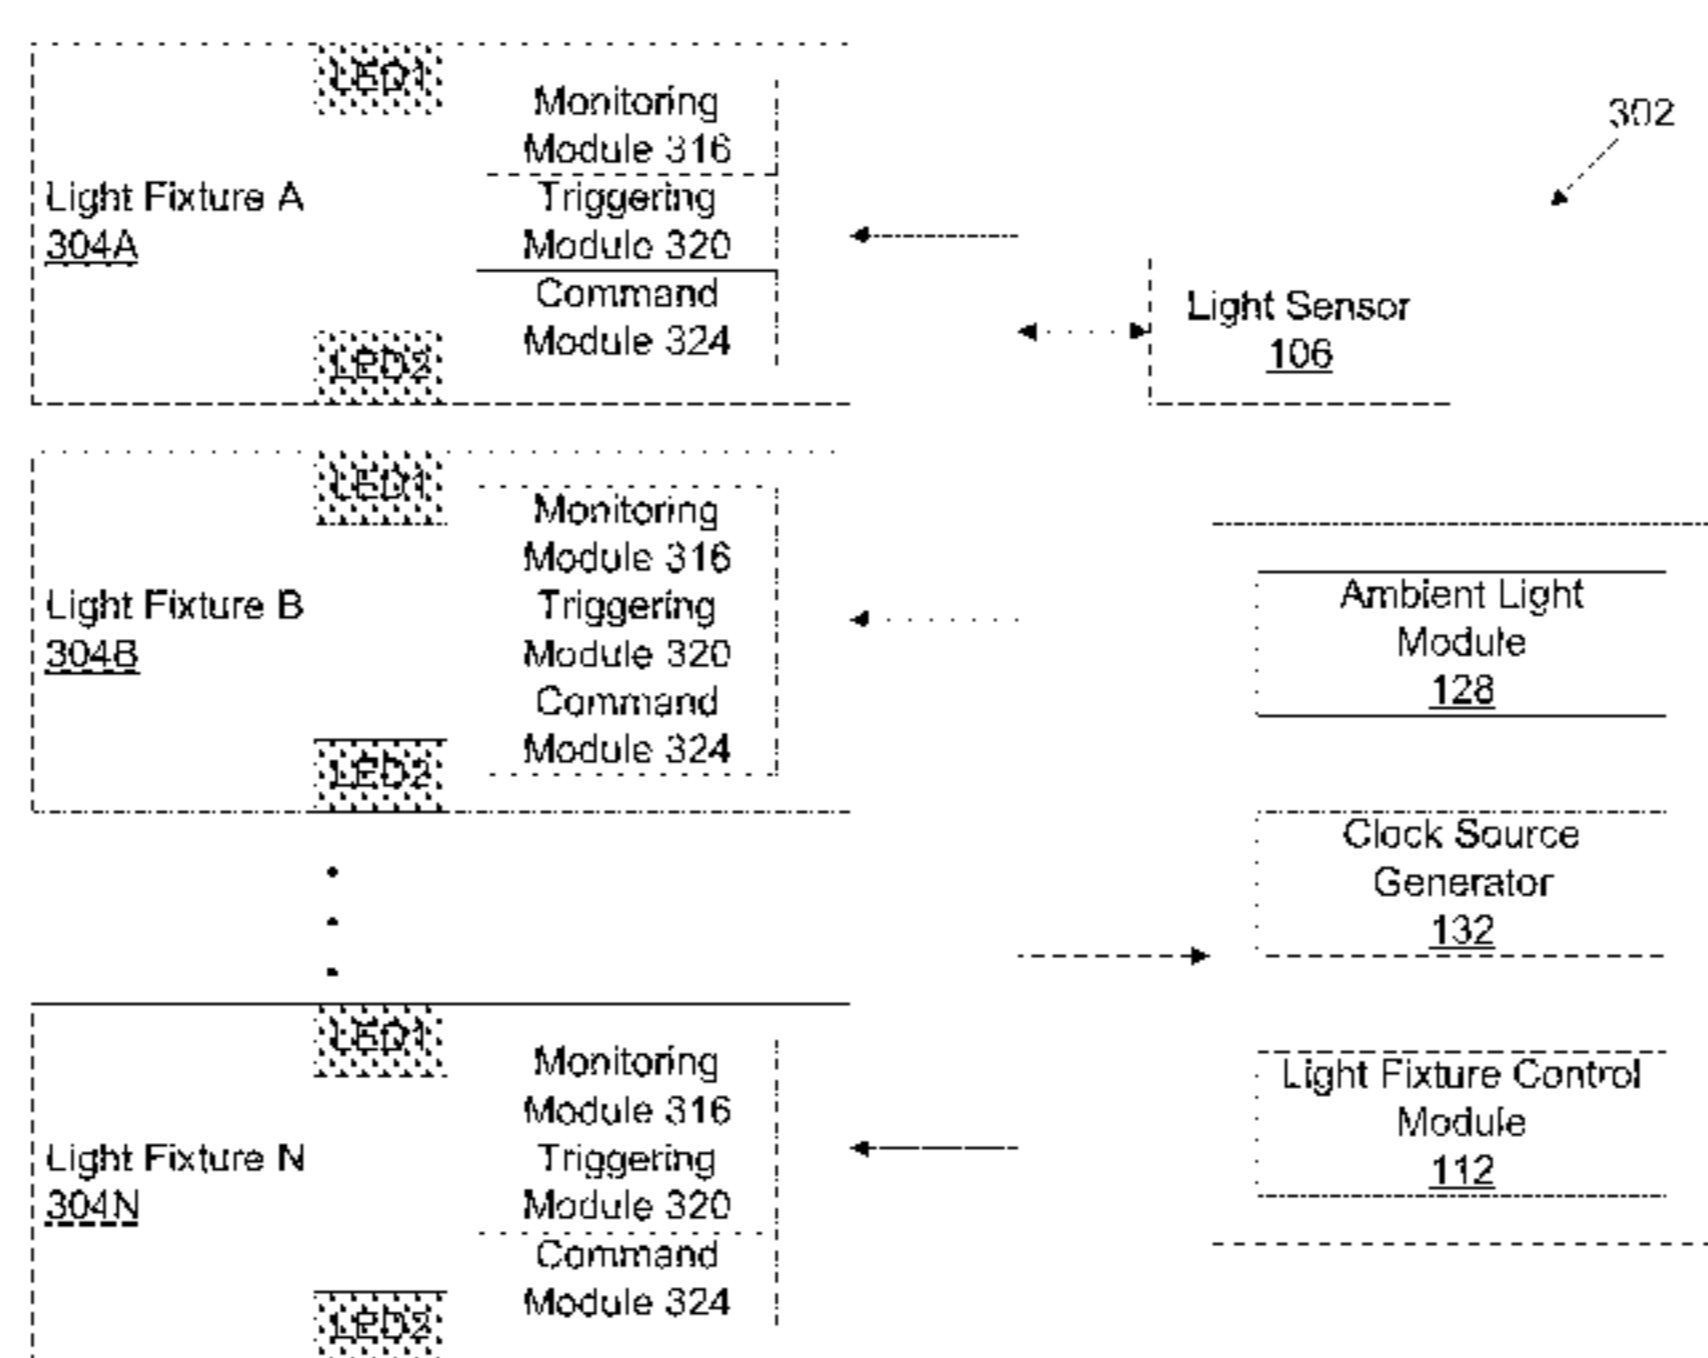 LED1
Monitoring
Module 316
Light Fixture A
304A
Triggering
Module 320
Command
Module 324
LED2
302
Light Sensor
106
LED1
Monitoring
Module 316
Light Fixture B
304B
Triggering
Module 320
Command
Module 324
LED2
Ambient Light
Module
128
Clock Source
Generator
132
LED1
Monitoring
Module 316
Light Fixture N
304N
Triggering
Module 320
Command
Module 324
LED2
Light Fixture Control
Module
112